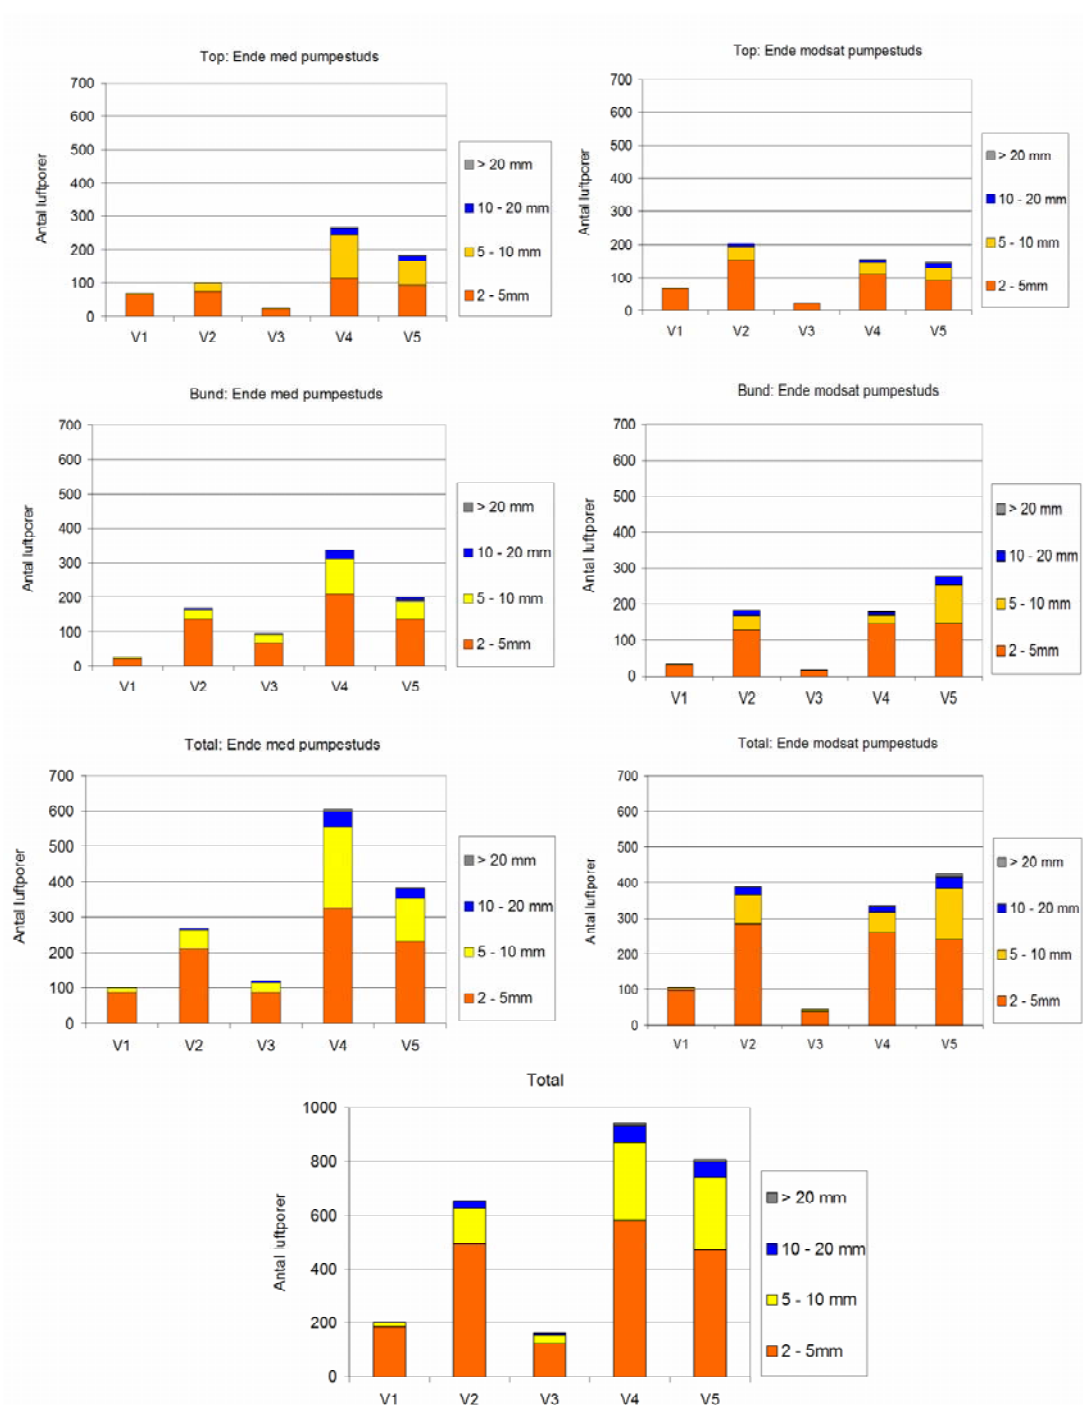 Top: Ende med pumpestuds
700
600
500
400
300
200
100
0
Antal luftporer
V1 V2 V3 V4 V5
> 20 mm
10 - 20 mm
5 - 10 mm
2 - 5mm
Top: Ende modsat pumpestuds
700
600
500
400
300
200
100
0
Antal luftporer
V1 V2 V3 V4 V5
> 20 mm
10 - 20 mm
5 - 10 mm
2 - 5mm
Bund: Ende med pumpestuds
700
600
500
400
300
200
100
0
Antal luftporer
V1 V2 V3 V4 V5
> 20 mm
10 - 20 mm
5 - 10 mm
2 - 5mm
Bund: Ende modsat pumpestuds
700
600
500
400
300
200
100
0
Antal luftporer
V1 V2 V3 V4 V5
> 20 mm
10 - 20 mm
5 - 10 mm
2 - 5mm
Total: Ende med pumpestuds
700
600
500
400
300
200
100
0
Antal luftporer
V1 V2 V3 V4 V5
> 20 mm
10 - 20 mm
5 - 10 mm
2 - 5mm
Total: Ende modsat pumpestuds
700
600
500
400
300
200
100
0
Antal luftporer
V1 V2 V3 V4 V5
> 20 mm
10 - 20 mm
5 - 10 mm
2 - 5mm
Total
1000
800
600
400
200
0
Antal luftporer
V1 V2 V3 V4 V5
> 20 mm
10 - 20 mm
5 - 10 mm
2 - 5mm